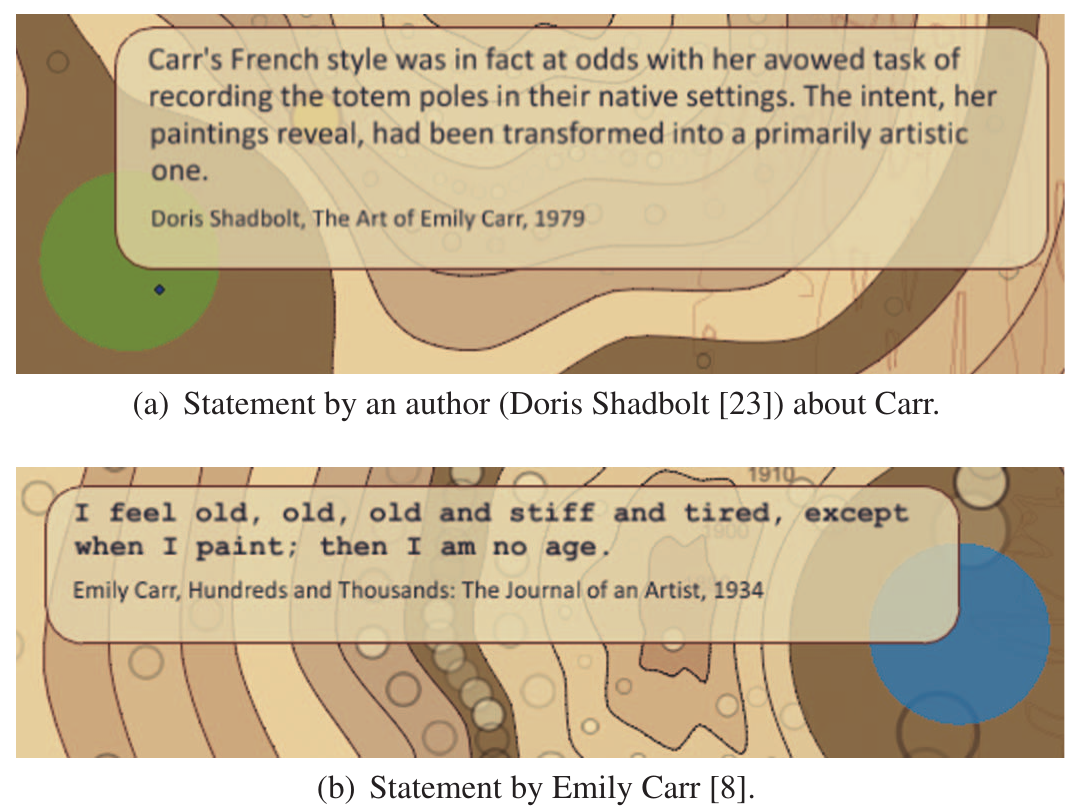 Carr's French style was in fact at odds with her avowed task of
recording the totem poles in their native settings. The intent, her
paintings reveal, had been transformed into a primarily artistic
one.
Doris Shadbolt, The Art of Emily Carr, 1979
(a) Statement by an author (Doris Shadbolt [23]) about Carr.
1910
I feel old, old, old and stiff and tired, except
1900
when I paint; then I am no age.
Emily Carr, Hundreds and Thousands: The Journal of an Artist, 1934
(b) Statement by Emily Carr [8].